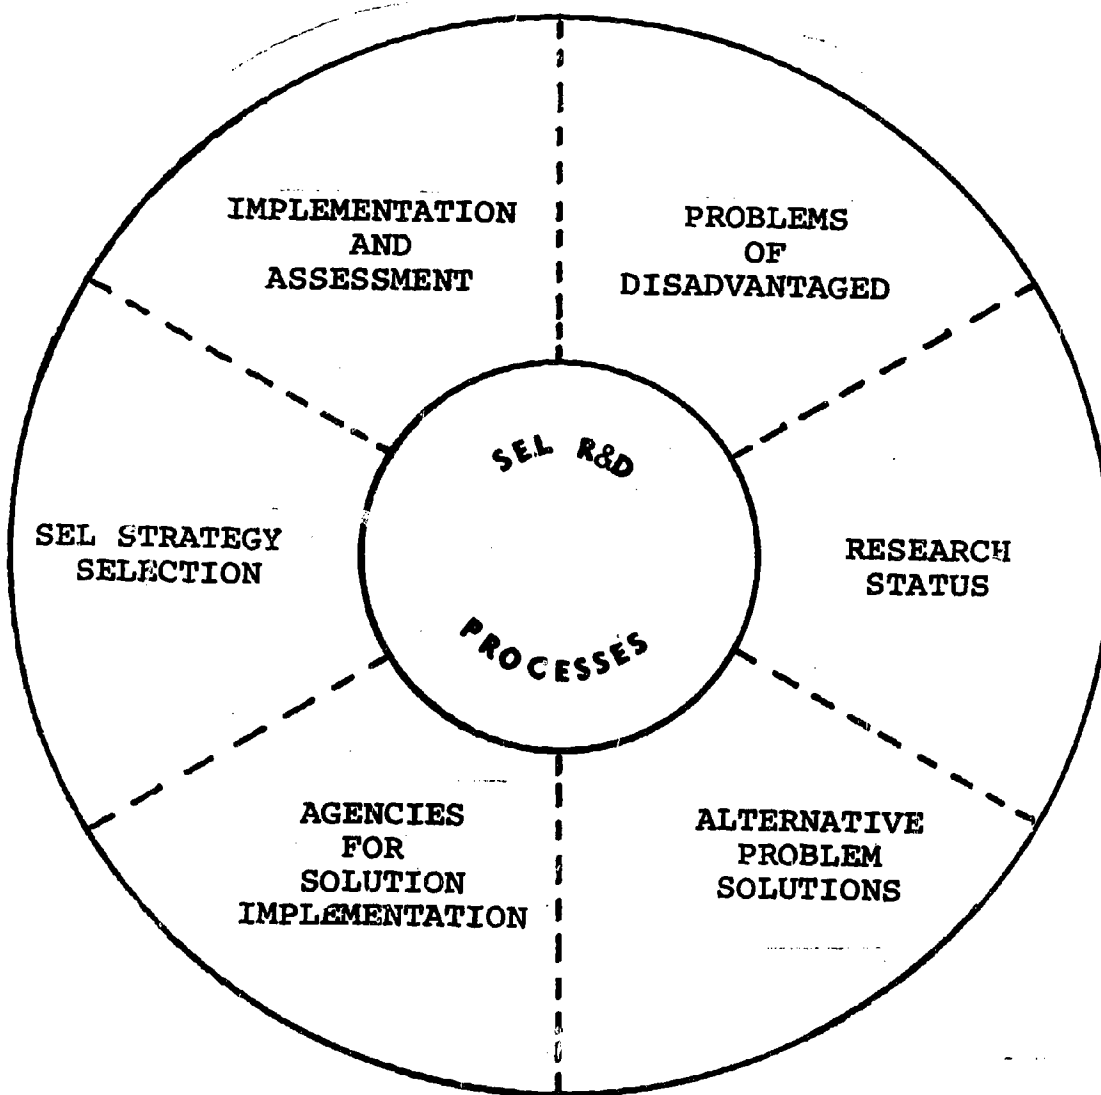 IMPLEMENTATION
AND
ASSESSMENT
PROBLEMS
OF
DISADVANTAGED
SEL R&D
PROCESSES
SEL STRATEGY
SELECTION
RESEARCH
STATUS
AGENCIES
FOR
SOLUTION
IMPLEMENTATION
ALTERNATIVE
PROBLEM
SOLUTIONS